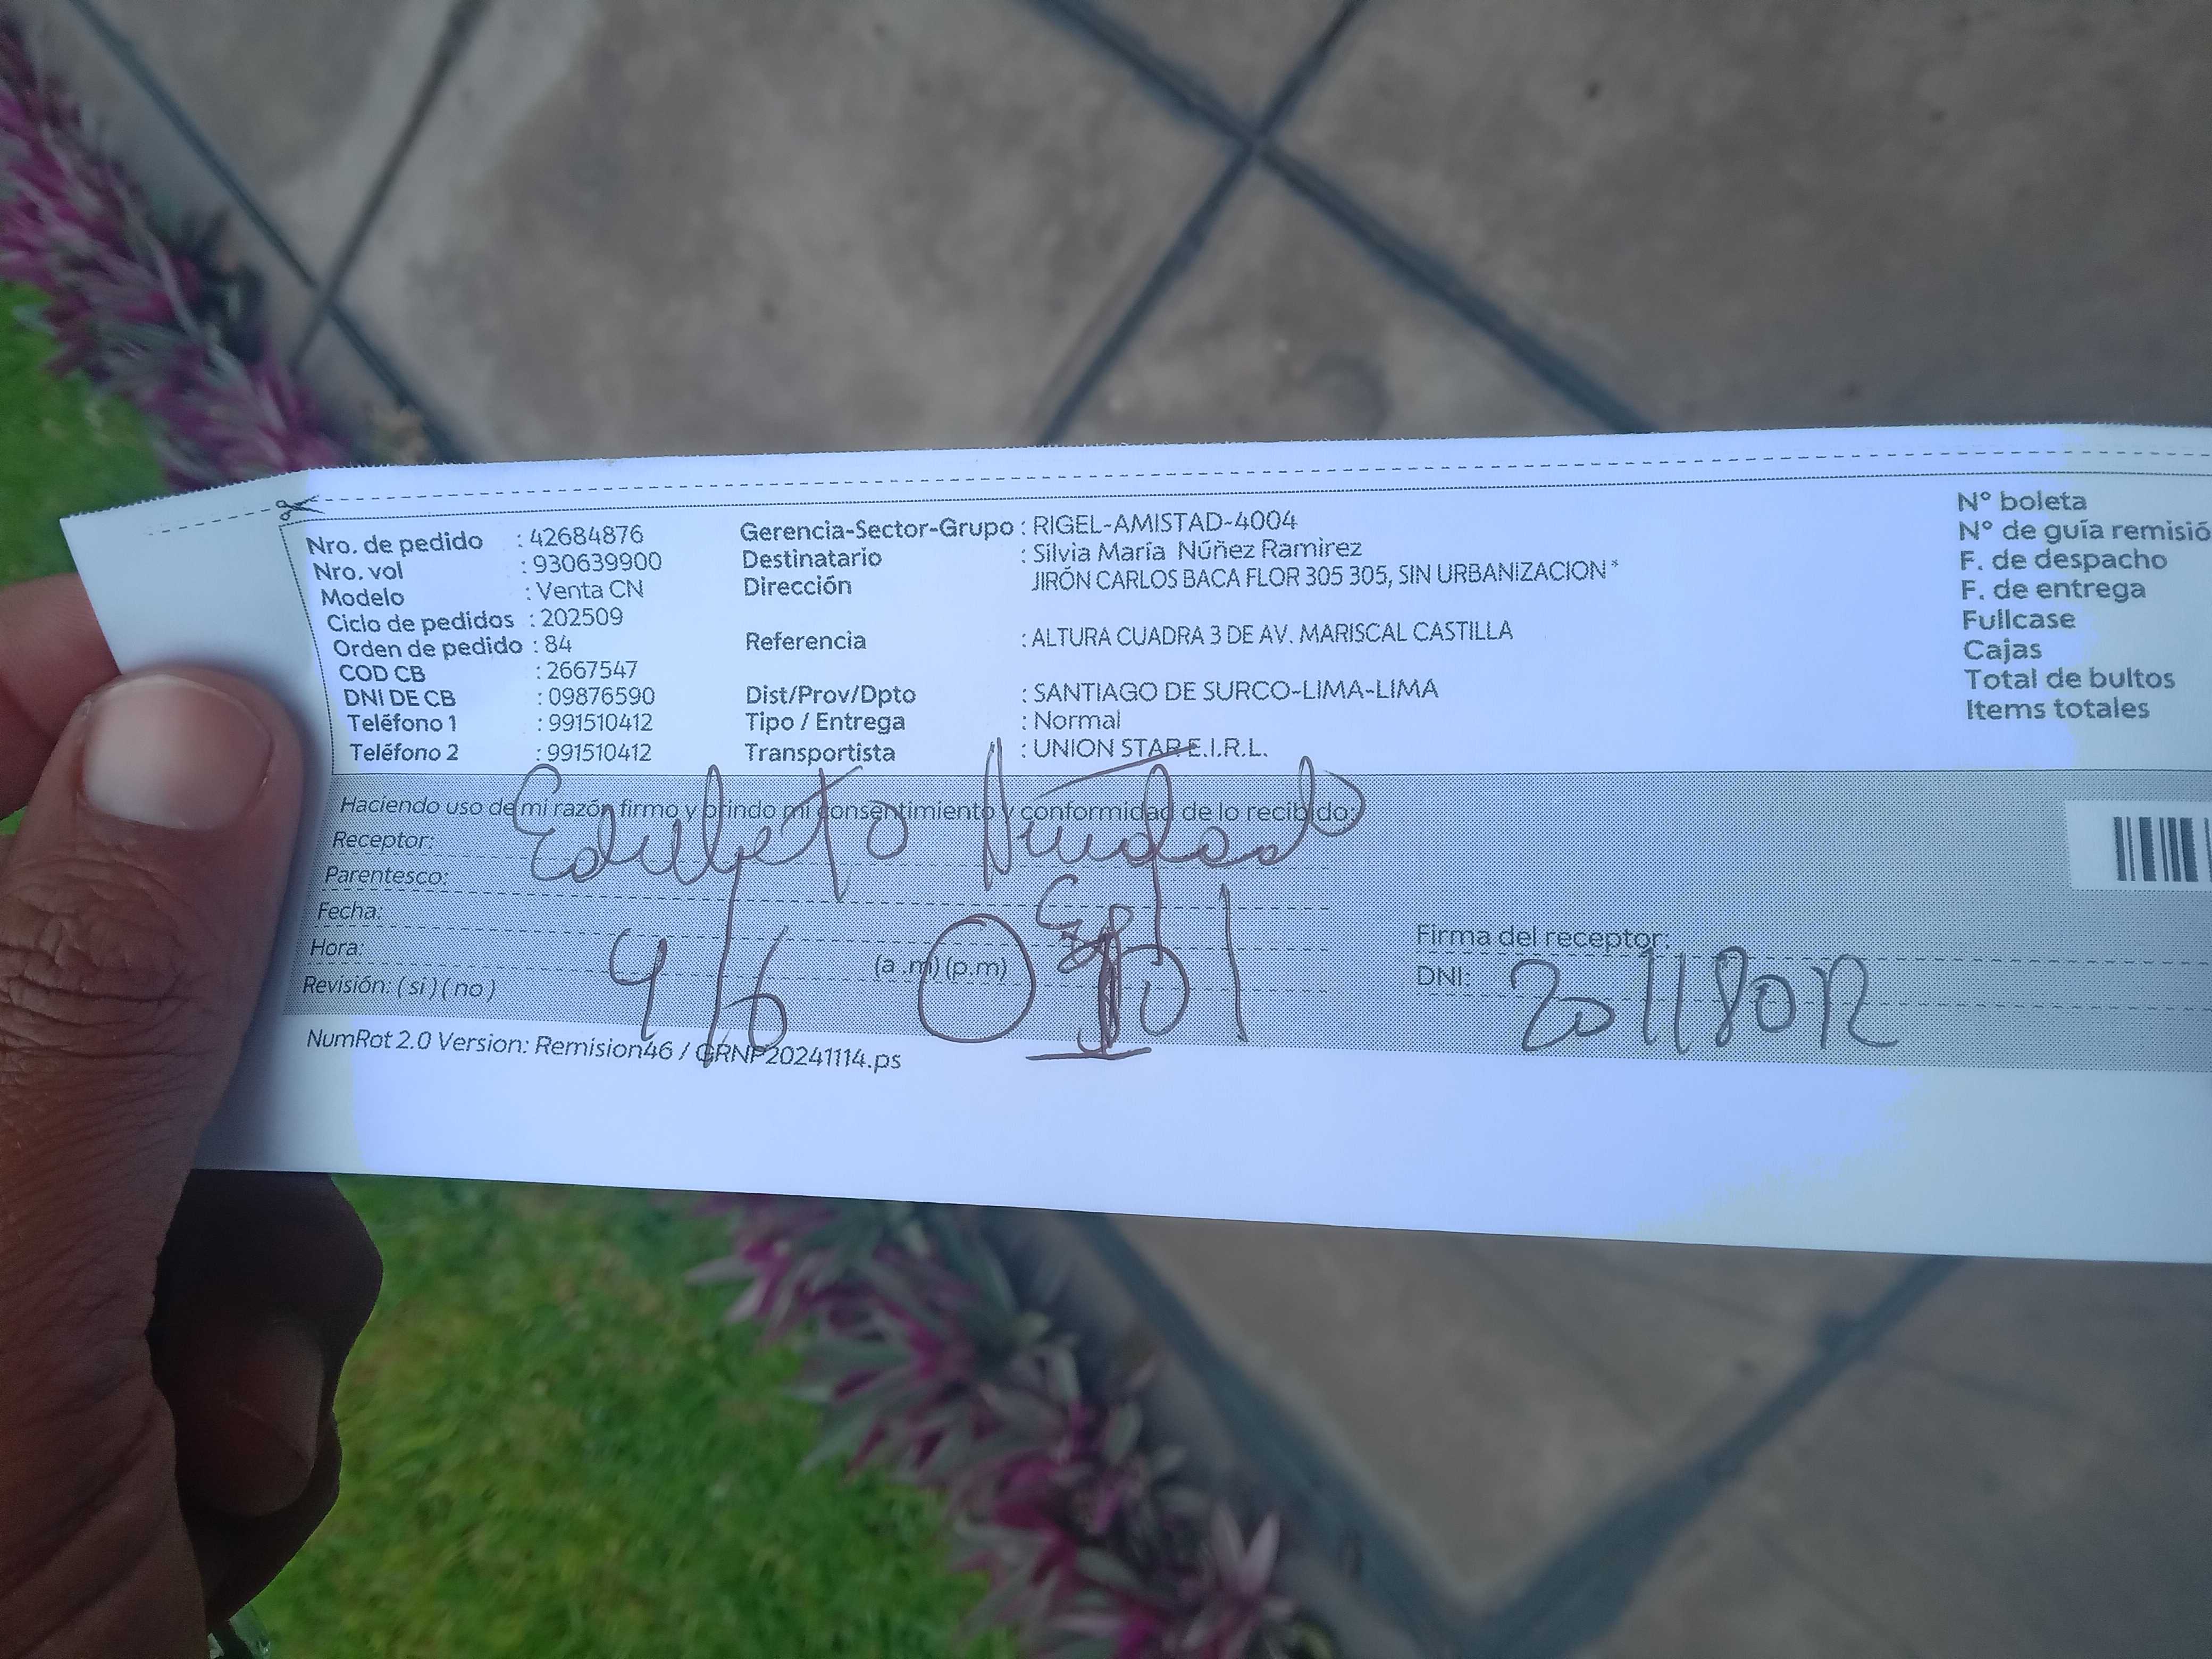 Nro. de pedido : 42684876
Nro. vol : 930639900
Modelo : Venta CN
Ciclo de pedidos : 202509
Orden de pedido : 84
COD CB : 2667547
DNI DE CB : 09876590
Teléfono 1 : 991510412
Teléfono 2 : 991510412
Gerencia-Sector-Grupo : RIGEL-AMISTAD-4004
Destinatario : Silvia María Núñez Ramirez
Dirección JIRÓN CARLOS BACA FLOR 305 305, SIN URBANIZACION *
Referencia : ALTURA CUADRA 3 DE AV. MARISCAL CASTILLA
Dist/Prov/Dpto : SANTIAGO DE SURCO-LIMA-LIMA
Tipo / Entrega : Normal
Transportista : UNION STAR E.I.R.L.
N° boleta
N° de guía remisió
F. de despacho
F. de entrega
Fullcase
Cajas
Total de bultos
Items totales
Haciendo uso de mi razón firmo y brindo mi consentimiento y conformidad de lo recibido:
Receptor:
Parentesco:
Fecha:
Hora: (a .m) (p.m)
Revisión: ( si ) ( no )
9/6
Firma del receptor:
DNI:
NumRot 2.0 Version: Remision46 / GRNP20241114.ps